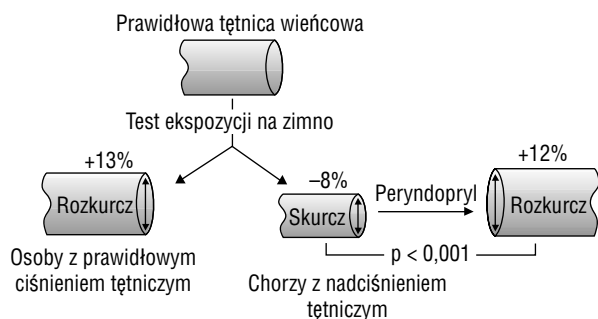 Prawidłowa tętnica wieńcowa
Test ekspozycji na zimno
+13%
Rozkurcz
Osoby z prawidłowym
ciśnieniem tętniczym
–8%
Skurcz
Peryndopryl
+12%
Rozkurcz
p < 0,001
Chorzy z nadciśnieniem
tętniczym